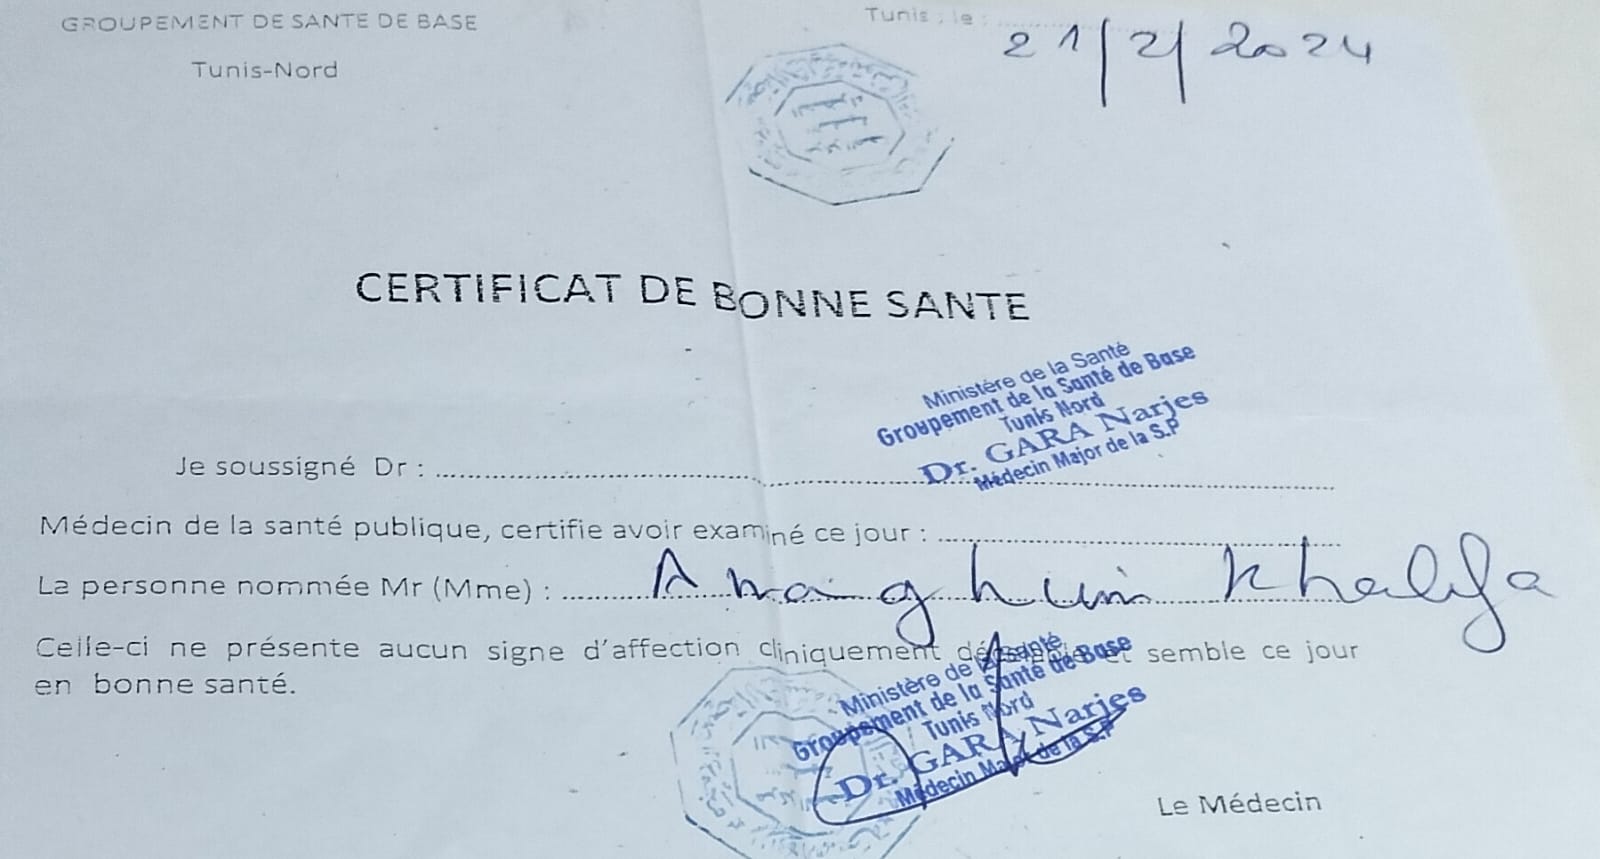 GROUPEMENT DE SANTE DE BASE
Tunis-Nord
Tunis, le : 21/2/2024
CERTIFICAT DE BONNE SANTE
Ministère de la Santé
Groupement de la Santé de Base
Tunis Nord
Dr. GARA Narjes
Médecin Major de la S.P
Je soussigné Dr :
Médecin de la santé publique, certifie avoir examiné ce jour :
La personne nommée Mr (Mme) : Khalifa
Celle-ci ne présente aucun signe d'affection cliniquement et semble ce jour
en bonne santé.
Ministère de la santé
Groupement de la Santé de Base
Tunis Nord
Dr. GARA Narjes
Médecin Major de la S.P
Le Médecin